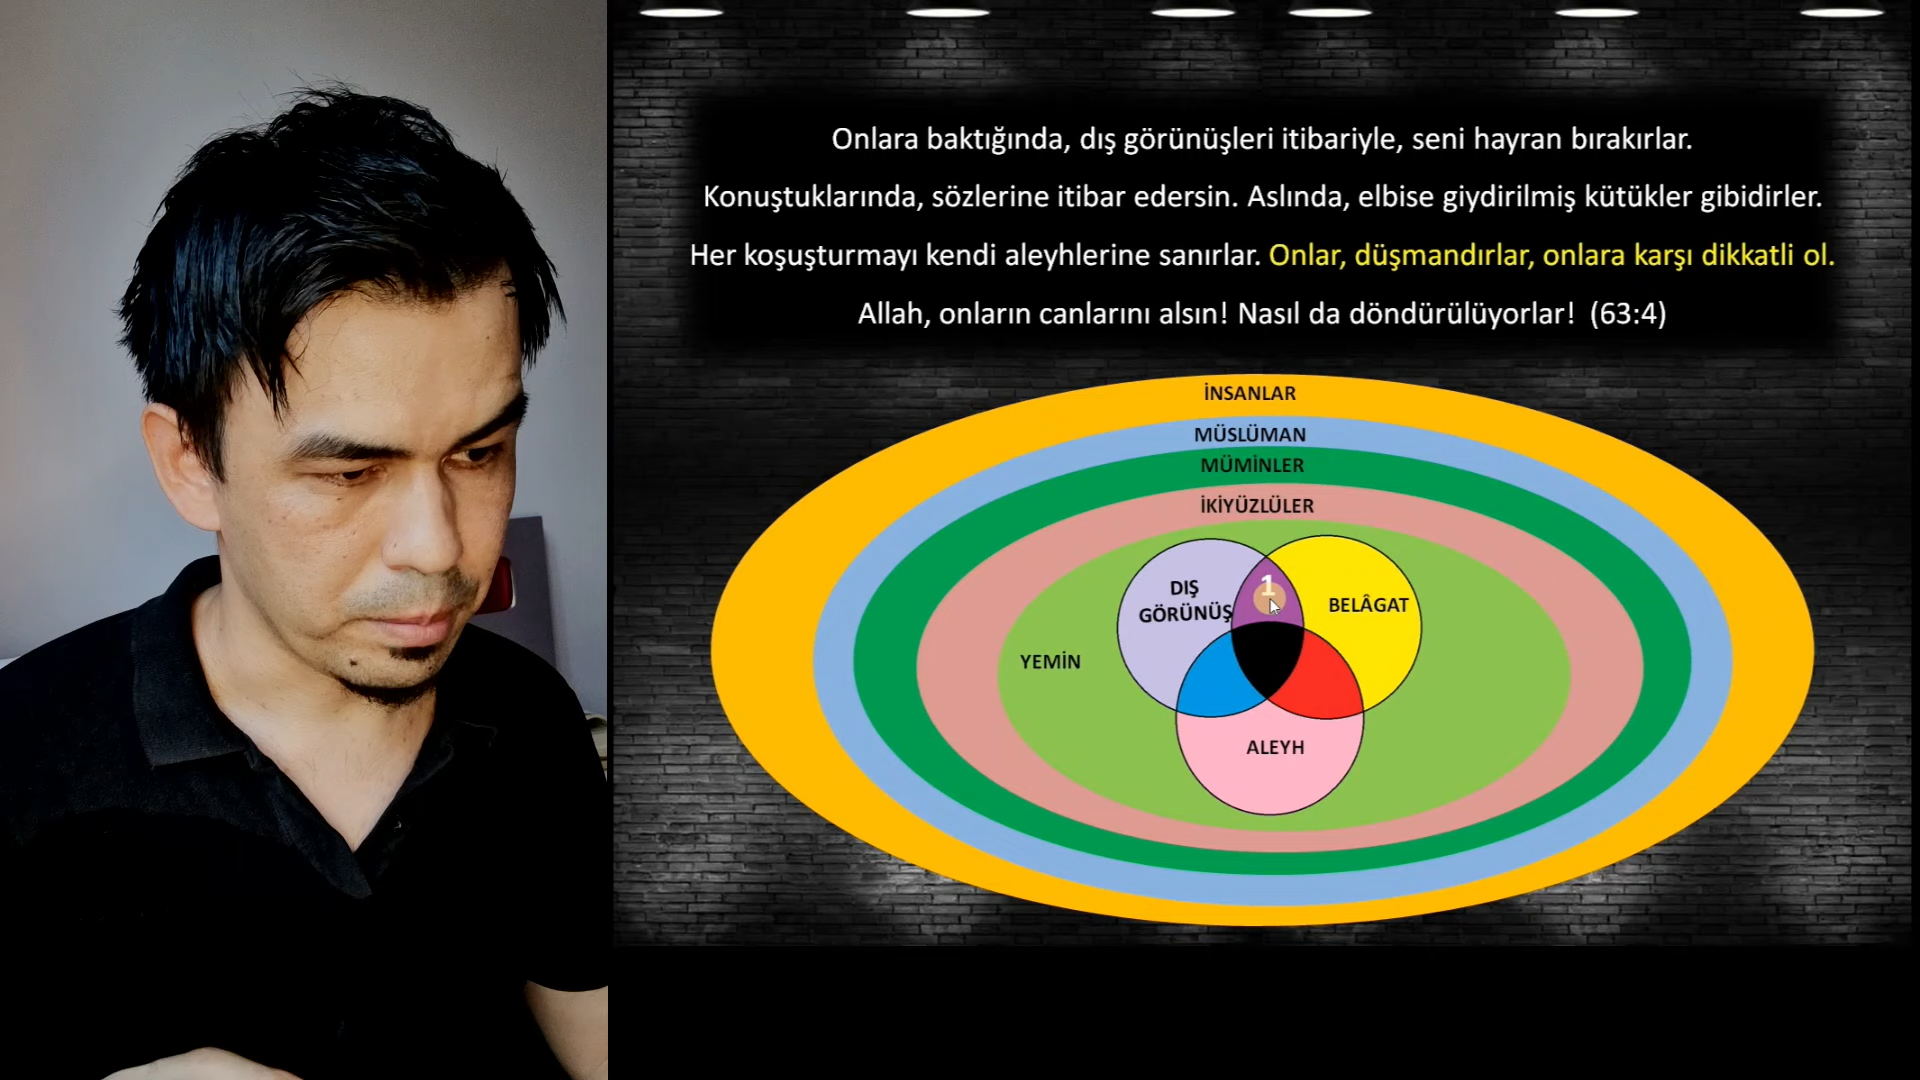 Onlara baktığında, dış görünüşleri itibariyle, seni hayran bırakırlar.
Konuştuklarında, sözlerine itibar edersin. Aslında, elbise giydirilmiş kütükler gibidirler.
Her koşuşturmayı kendi aleyhlerine sanırlar. Onlar, düşmandırlar, onlara karşı dikkatli ol.
Allah, onların canlarını alsın! Nasıl da döndürülüyorlar! (63:4)
İNSANLAR
MÜSLÜMAN
MÜMİNLER
İKİYÜZLÜLER
DIŞ
GÖRÜNÜŞ
1
BELÂGAT
YEMİN
ALEYH